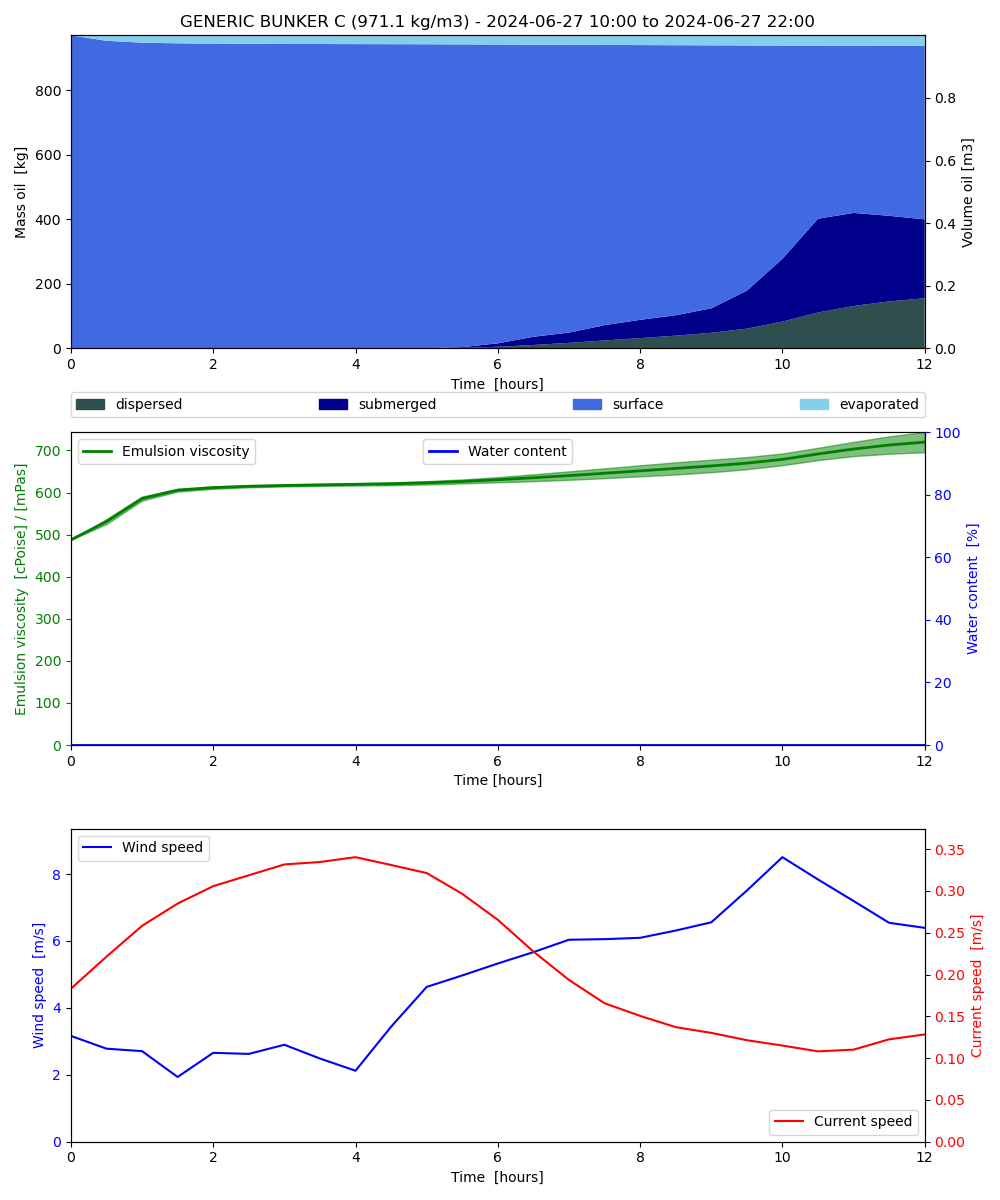 GENERIC BUNKER C (971.1 kg/m3) - 2024-06-27 10:00 to 2024-06-27 22:00
Mass oil [kg]
800
600
400
200
0
0.8
0.6
0.4
0.2
0.0
Volume oil [m3]
0 2 4 6 8 10 12
Time [hours]
dispersed submerged surface evaporated
Emulsion viscosity [cPoise] / [mPas]
700
600
500
400
300
200
100
0
Emulsion viscosity
Water content
100
80
60
40
20
0
Water content [%]
0 2 4 6 8 10 12
Time [hours]
Wind speed [m/s]
8
6
4
2
0
Wind speed
Current speed
0.35
0.30
0.25
0.20
0.15
0.10
0.05
0.00
Current speed [m/s]
0 2 4 6 8 10 12
Time [hours]